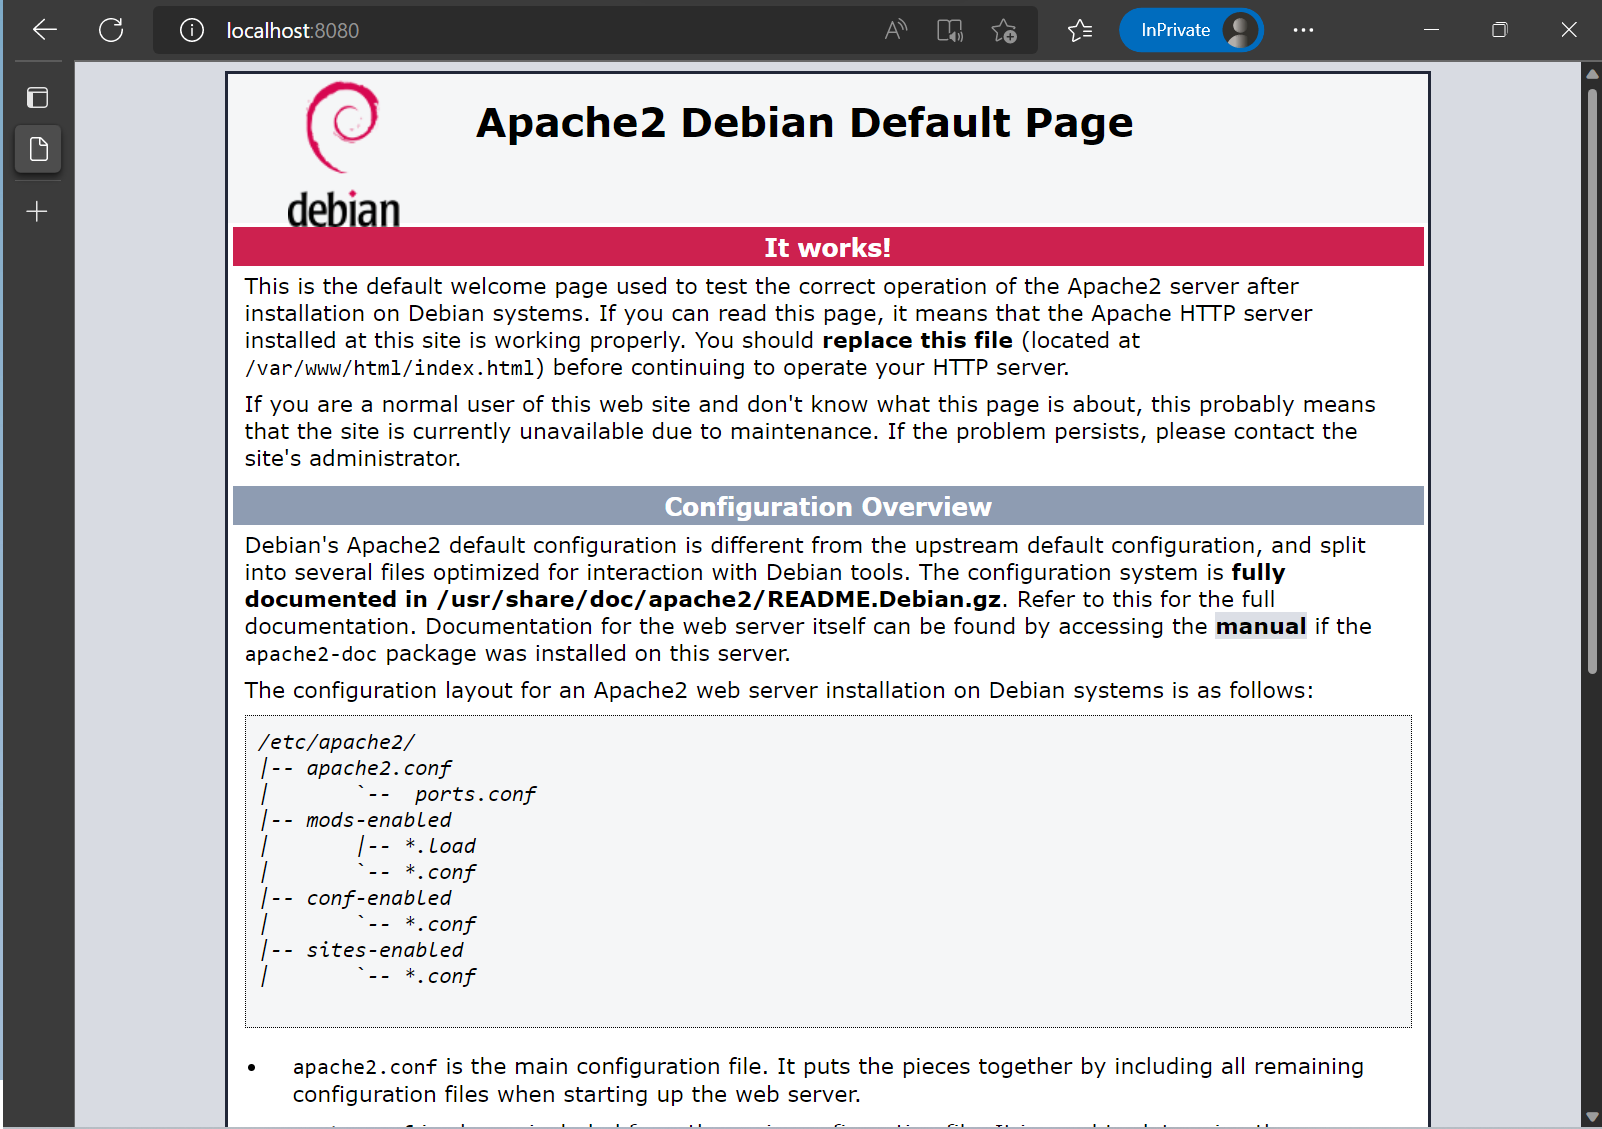 localhost:8080
InPrivate
debian
Apache2 Debian Default Page
It works!
This is the default welcome page used to test the correct operation of the Apache2 server after
installation on Debian systems. If you can read this page, it means that the Apache HTTP server
installed at this site is working properly. You should replace this file (located at
/var/www/html/index.html) before continuing to operate your HTTP server.
If you are a normal user of this web site and don't know what this page is about, this probably means
that the site is currently unavailable due to maintenance. If the problem persists, please contact the
site's administrator.
Configuration Overview
Debian's Apache2 default configuration is different from the upstream default configuration, and split
into several files optimized for interaction with Debian tools. The configuration system is fully
documented in /usr/share/doc/apache2/README.Debian.gz. Refer to this for the full
documentation. Documentation for the web server itself can be found by accessing the manual if the
apache2-doc package was installed on this server.
The configuration layout for an Apache2 web server installation on Debian systems is as follows:
/etc/apache2/
|-- apache2.conf
|       `--  ports.conf
|-- mods-enabled
|       |-- *.load
|       `-- *.conf
|-- conf-enabled
|       `-- *.conf
|-- sites-enabled
|       `-- *.conf
• apache2.conf is the main configuration file. It puts the pieces together by including all remaining
configuration files when starting up the web server.